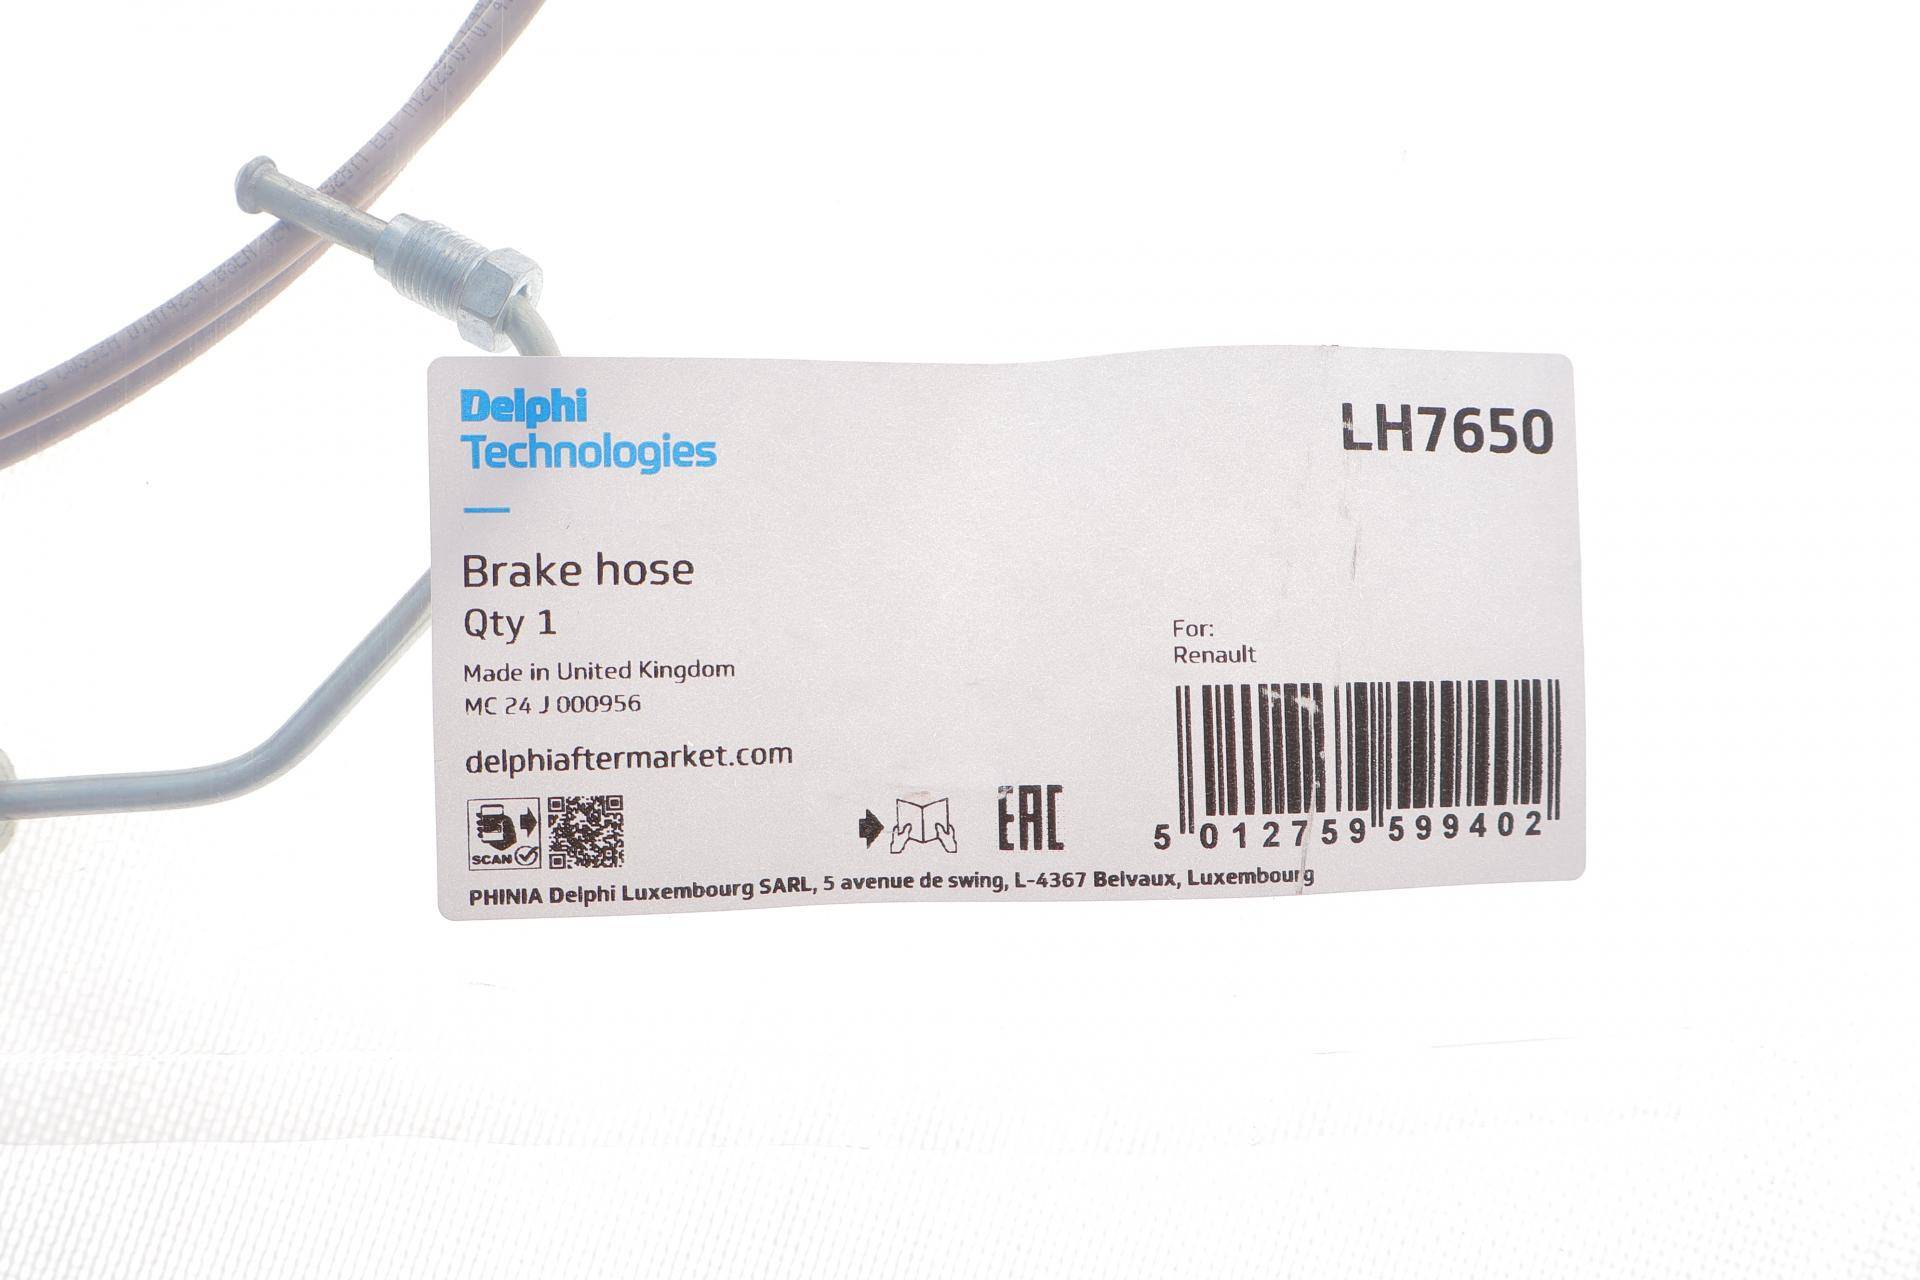 Delphi
Technologies
LH7650
Brake hose
Qty 1
Made in United Kingdom
MC 24 J 000956
delphiaftermarket.com
For:
Renault
SCAN
EAC
5 012759 599402
PHINIA Delphi Luxembourg SARL, 5 avenue de swing, L-4367 Belvaux, Luxembourg